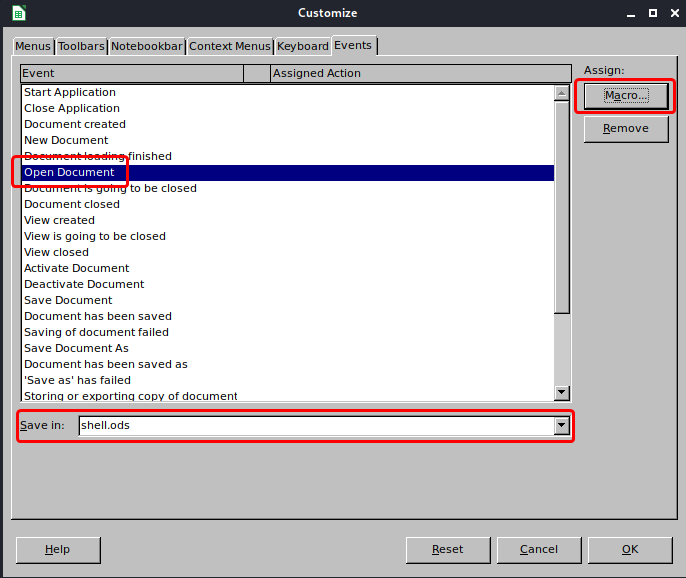 Customize
Menus Toolbars Notebookbar Context Menus Keyboard Events
Event Assigned Action
Assign:
Start Application
Close Application
Document created
New Document
Document loading finished
Open Document
Document is going to be closed
Document closed
View created
View is going to be closed
View closed
Activate Document
Deactivate Document
Save Document
Document has been saved
Saving of document failed
Save Document As
Document has been saved as
'Save as' has failed
Storing or exporting copy of document
Macro...
Remove
Save in: shell.ods
Help Reset Cancel OK